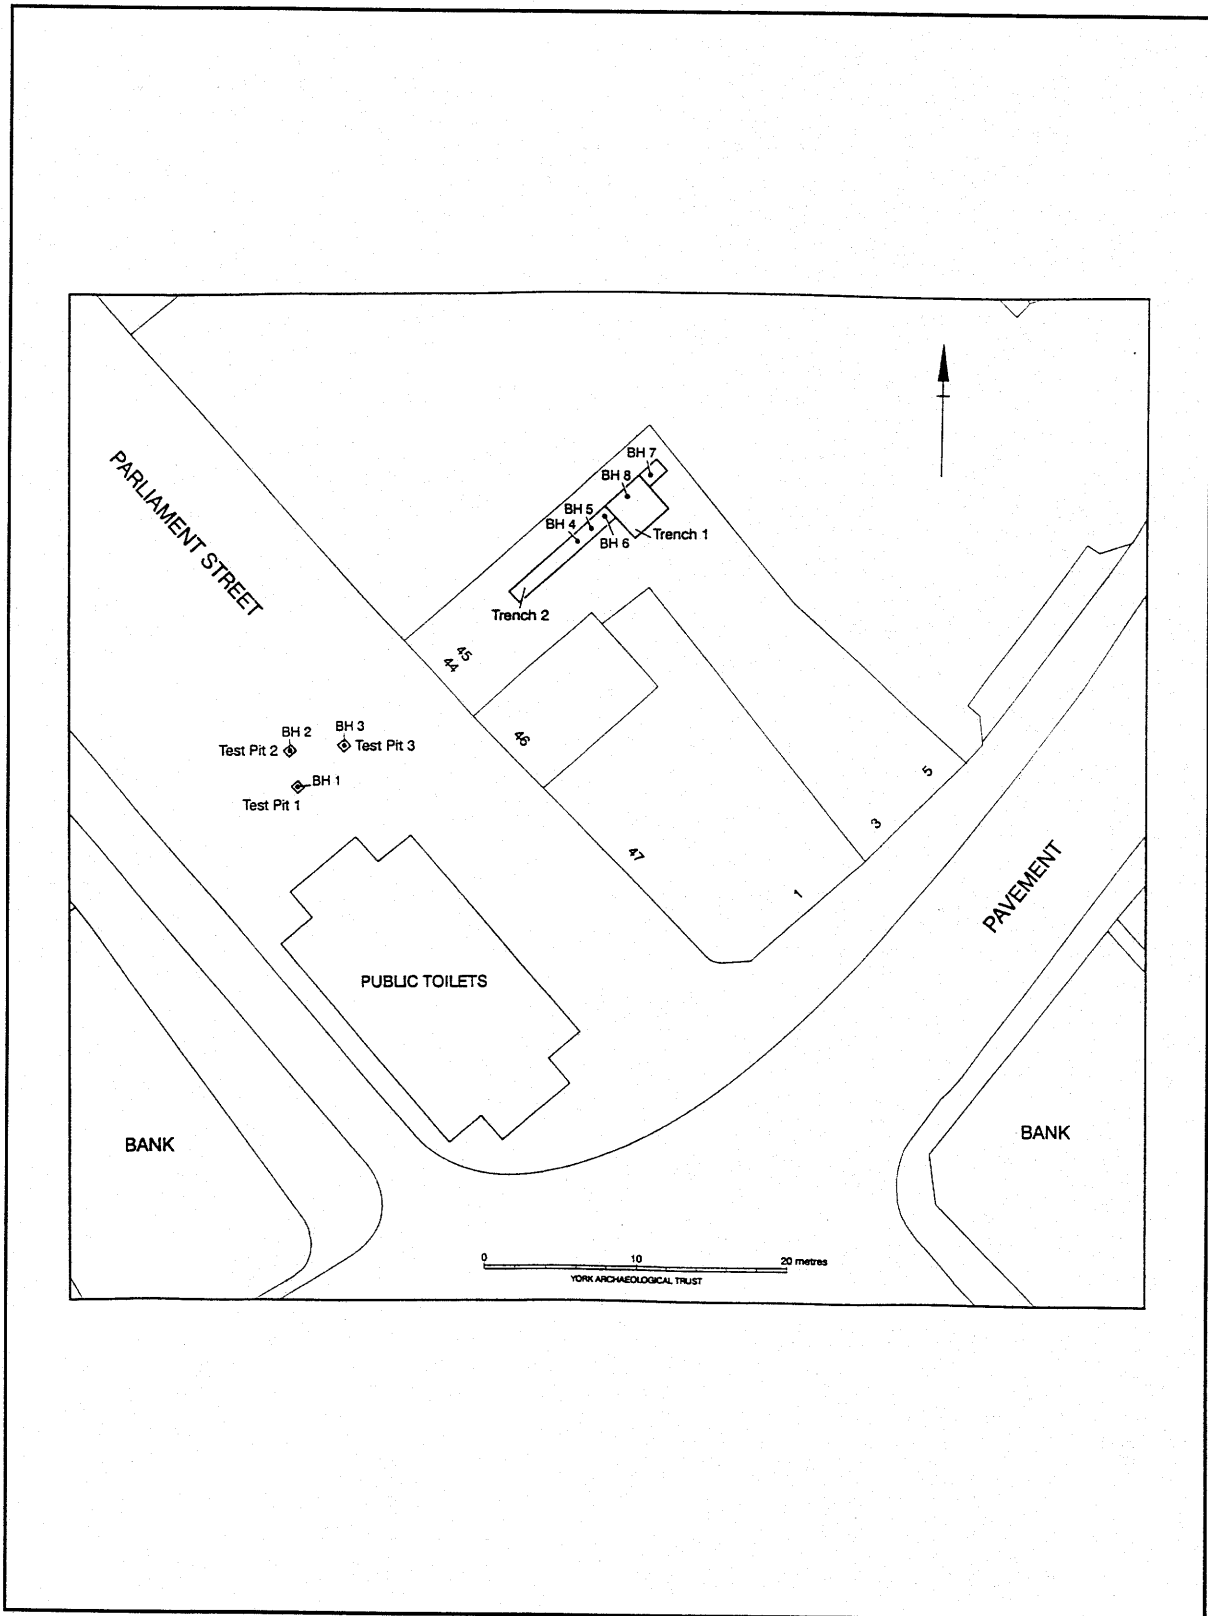 PARLIAMENT STREET
BH 7
BH 8
BH 5
BH 4
BH 6
Trench 1
Trench 2
45
44
46
47
BH 2
BH 3
Test Pit 2
Test Pit 3
BH 1
Test Pit 1
5
3
1
PAVEMENT
PUBLIC TOILETS
BANK
BANK
0 10 20 metres
YORK ARCHAEOLOGICAL TRUST